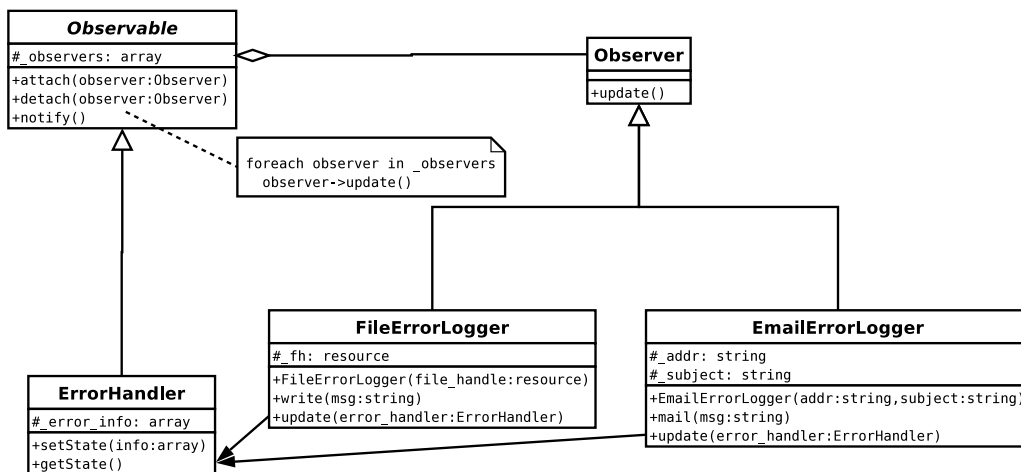 Observable
#_observers: array
+attach(observer:Observer)
+detach(observer:Observer)
+notify()
Observer
+update()
foreach observer in _observers
observer->update()
FileErrorLogger
#_fh: resource
+FileErrorLogger(file_handle:resource)
+write(msg:string)
+update(error_handler:ErrorHandler)
EmailErrorLogger
#_addr: string
#_subject: string
+EmailErrorLogger(addr:string,subject:string)
+mail(msg:string)
+update(error_handler:ErrorHandler)
ErrorHandler
#_error_info: array
+setState(info:array)
+getState()